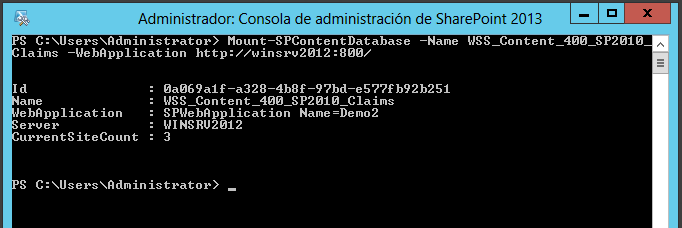 Administrador: Consola de administración de SharePoint 2013
PS C:\Users\Administrator> Mount-SPContentDatabase -Name WSS_Content_400_SP2010_
Claims -WebApplication http://winsrv2012:800/
Id : 0a069a1f-a328-4b8f-97bd-e577fb92b251
Name : WSS_Content_400_SP2010_Claims
WebApplication : SPWebApplication Name=Demo2
Server : WINSRV2012
CurrentSiteCount : 3
PS C:\Users\Administrator> _